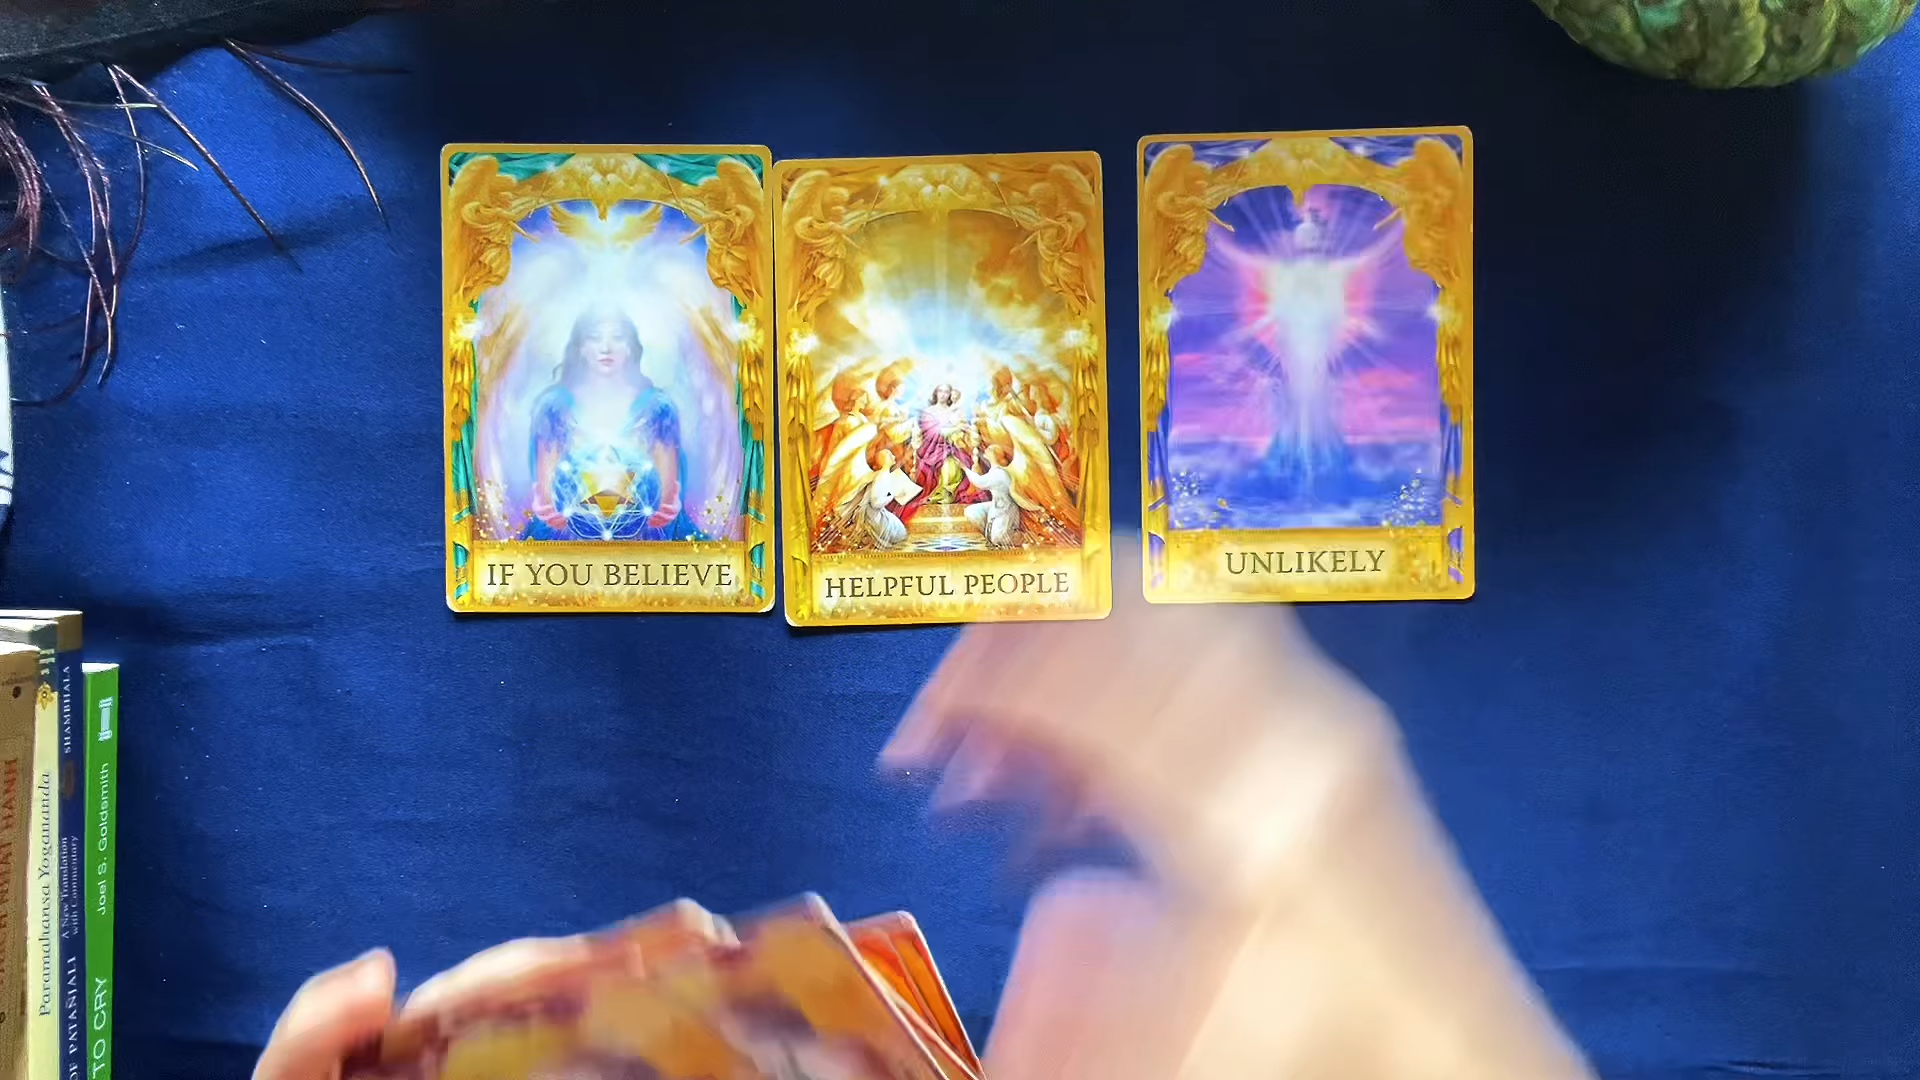 IF YOU BELIEVE
HELPFUL PEOPLE
UNLIKELY
NHAT HANH
Paramahansa Yogananda
SHAMBHALA
A New Translation
with Commentary
PATAÑJALI
Joel S. Goldsmith
TO CRY